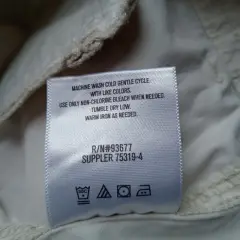 MACHINE WASH COLD GENTLE CYCLE.
WITH LIKE COLORS.
USE ONLY NON-CHLORINE BLEACH WHEN NEEDED.
TUMBLE DRY LOW.
WARM IRON AS NEEDED.
R/N#93677
SUPPLER 75319-4